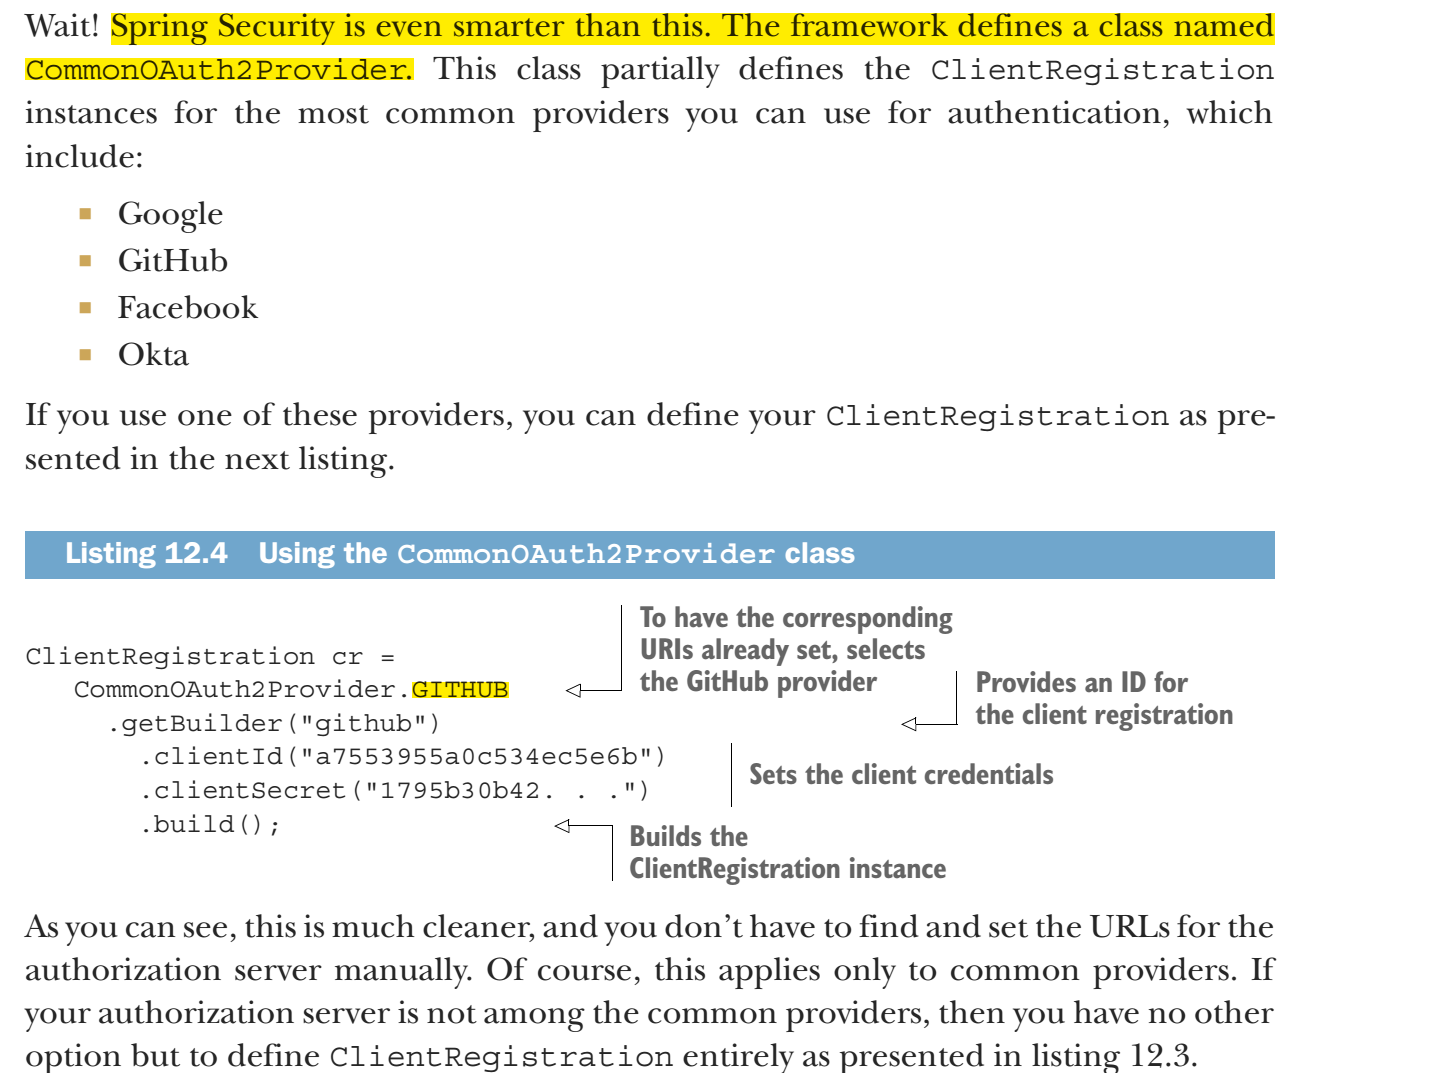 Wait! Spring Security is even smarter than this. The framework defines a class named
CommonOAuth2Provider. This class partially defines the ClientRegistration
instances for the most common providers you can use for authentication, which
include:
■ Google
■ GitHub
■ Facebook
■ Okta
If you use one of these providers, you can define your ClientRegistration as pre-
sented in the next listing.
Listing 12.4 Using the CommonOAuth2Provider class
ClientRegistration cr =
CommonOAuth2Provider.GITHUB
.getBuilder("github")
.clientId("a7553955a0c534ec5e6b")
.clientSecret("1795b30b42. . .")
.build();
To have the corresponding
URIs already set, selects
the GitHub provider
Provides an ID for
the client registration
Sets the client credentials
Builds the
ClientRegistration instance
As you can see, this is much cleaner, and you don't have to find and set the URLs for the
authorization server manually. Of course, this applies only to common providers. If
your authorization server is not among the common providers, then you have no other
option but to define ClientRegistration entirely as presented in listing 12.3.